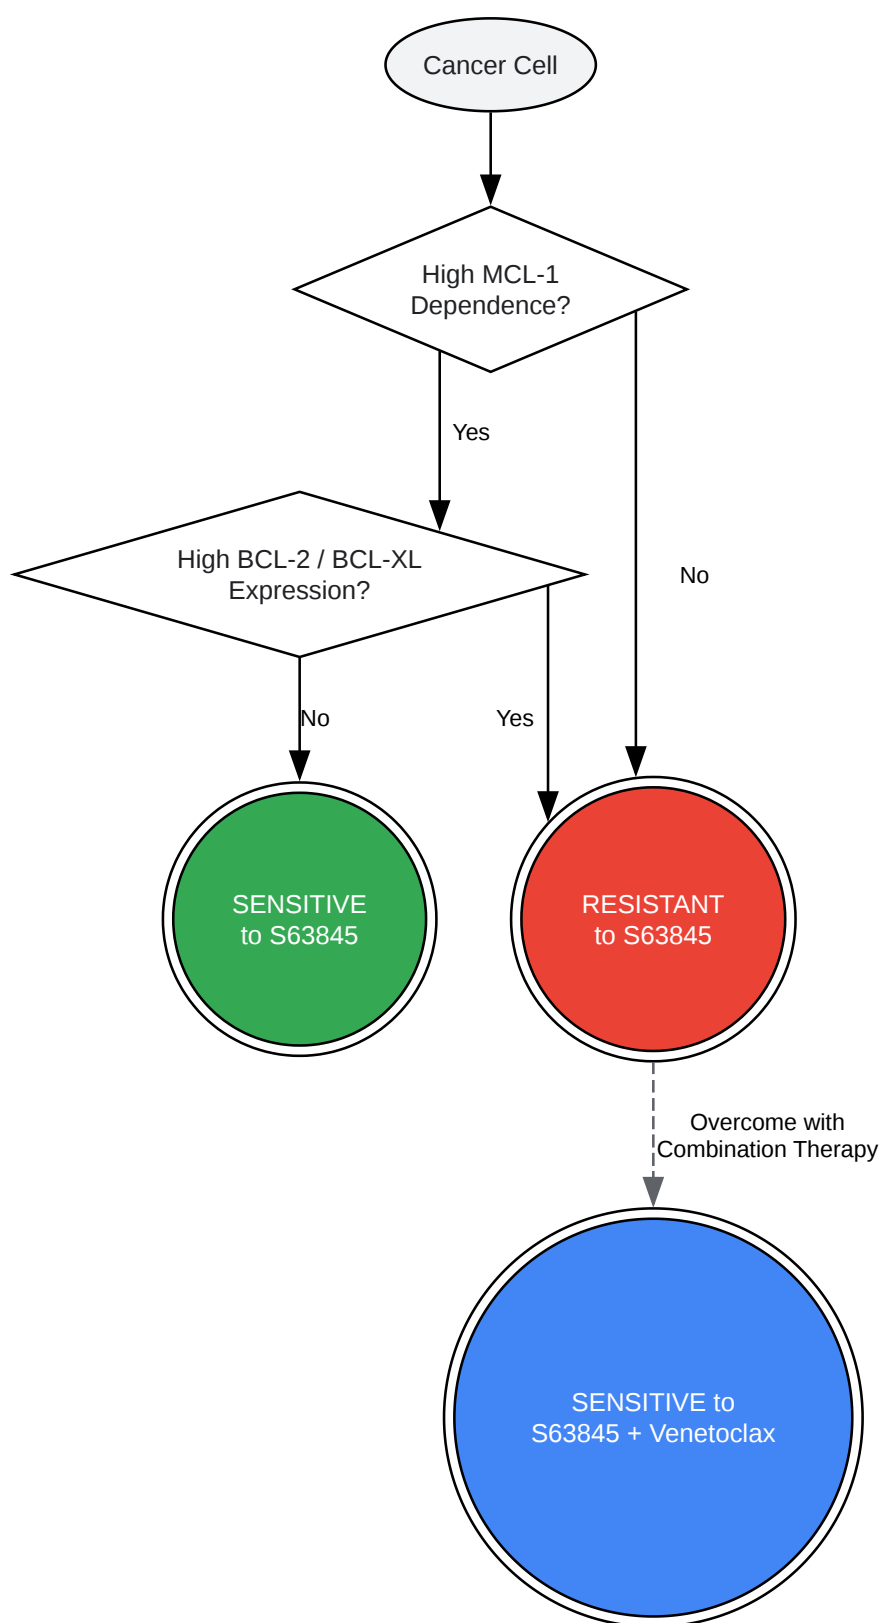 Cancer Cell
High MCL-1
Dependence?
Yes
High BCL-2 / BCL-XL
Expression?
No
No
Yes
SENSITIVE
to S63845
RESISTANT
to S63845
Overcome with
Combination Therapy
SENSITIVE to
S63845 + Venetoclax